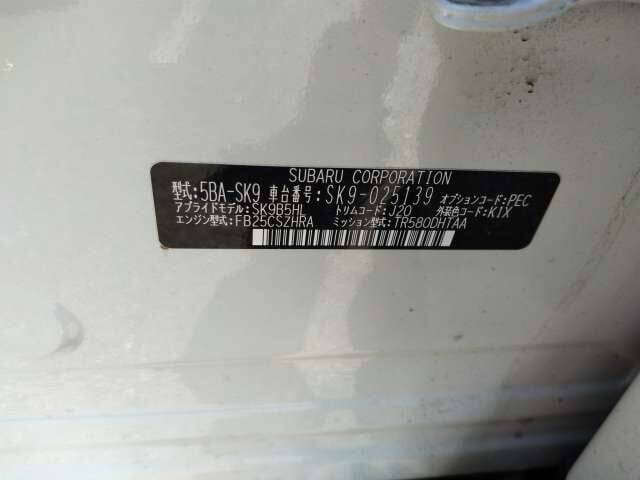 SUBARU CORPORATION
型式:5BA-SK9 車台番号:SK9-025139 オプションコード:PEC
アプライドモデル:SK9B5HL トリムコード:J20 外装色コード:K1X
エンジン型式:FB25CSZHRA ミッション型式:TR580DHTAA